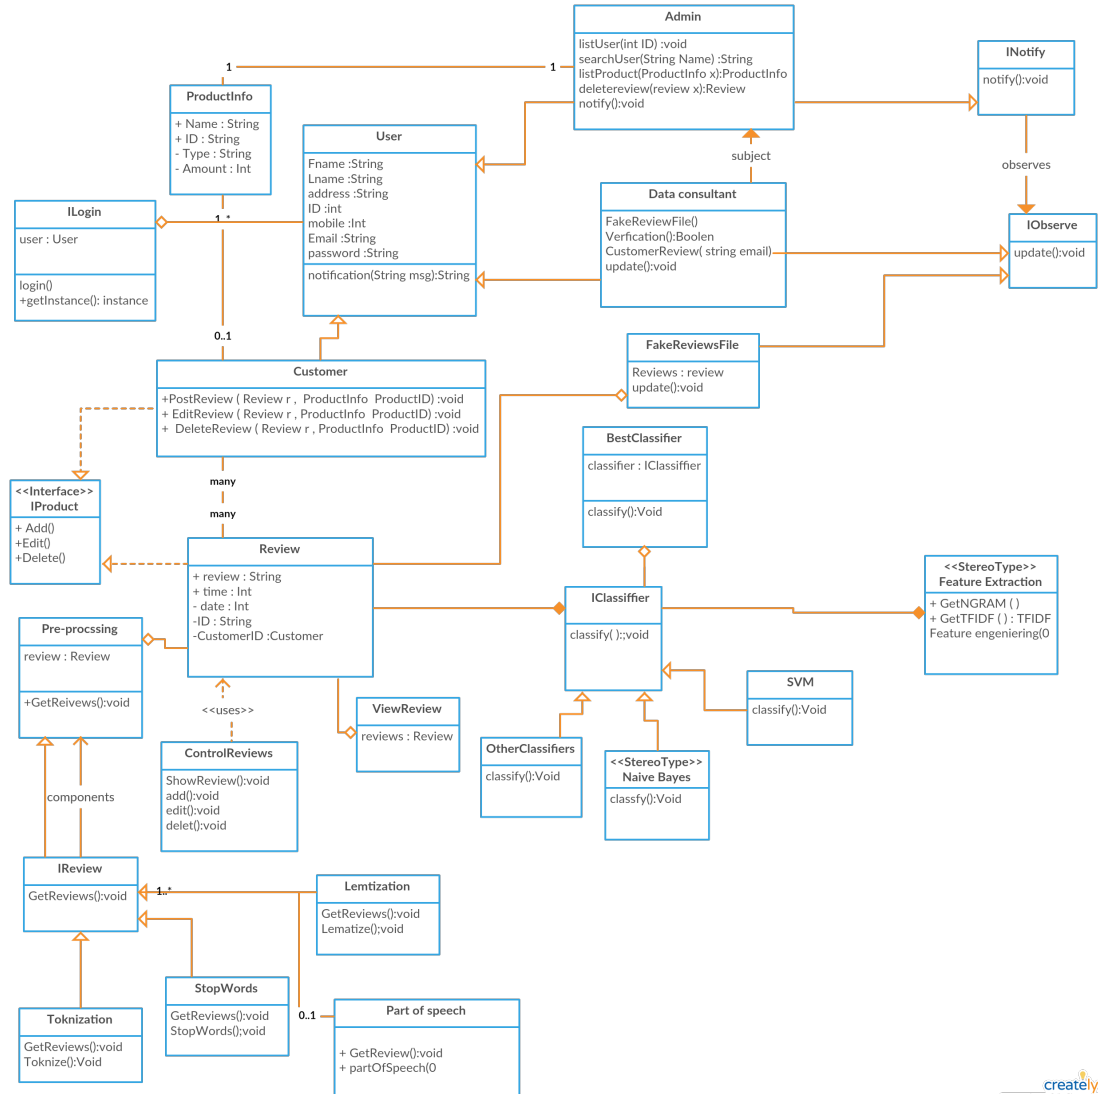 Admin
listUser(int ID) :void
searchUser(String Name) :String
listProduct(ProductInfo x):ProductInfo
deletereview(review x):Review
notify():void
INotify
notify():void
1
1
ProductInfo
+ Name : String
+ ID : String
- Type : String
- Amount : Int
User
Fname :String
Lname :String
address :String
ID :int
mobile :Int
Email :String
password :String
notification(String msg):String
subject
observes
Data consultant
FakeReviewFile()
Verfication():Boolen
CustomerReview( string email)
update():void
ILogin
user : User
login()
+getInstance(): instance
1..*
IObserve
update():void
0..1
FakeReviewsFile
Reviews : review
update():void
Customer
+PostReview ( Review r , ProductInfo ProductID) :void
+ EditReview ( Review r , ProductInfo ProductID) :void
+ DeleteReview ( Review r , ProductInfo ProductID) :void
BestClassifier
classifier : IClassiffier
classify():Void
many
many
<<Interface>>
IProduct
+ Add()
+Edit()
+Delete()
Review
+ review : String
+ time : Int
- date : Int
-ID : String
-CustomerID :Customer
IClassiffier
classify( ):;void
<<StereoType>>
Feature Extraction
+ GetNGRAM ( )
+ GetTFIDF ( ) : TFIDF
Feature engeniering(0
Pre-procssing
review : Review
+GetReivews():void
<<uses>>
ViewReview
reviews : Review
SVM
classify():Void
ControlReviews
ShowReview():void
add():void
edit():void
delet():void
OtherClassifiers
classify():Void
<<StereoType>>
Naive Bayes
classfy():Void
components
IReview
GetReviews():void
1..*
Lemtization
GetReviews():void
Lematize();void
StopWords
GetReviews():void
StopWords();void
0..1
Part of speech
+ GetReview():void
+ partOfSpeech(0
Toknization
GetReviews():void
Toknize():Void
creately